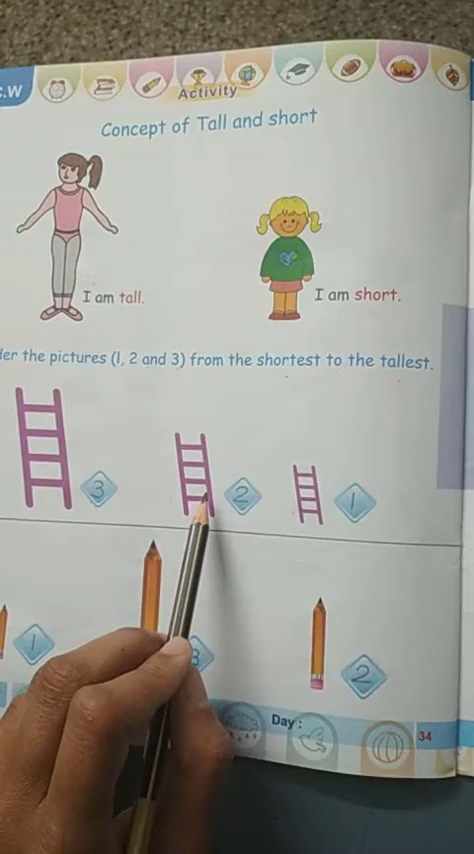 C.W
Activity
Concept of Tall and short
I am tall.
I am short.
der the pictures (1, 2 and 3) from the shortest to the tallest.
3
2
1
1
3
2
Day :
34